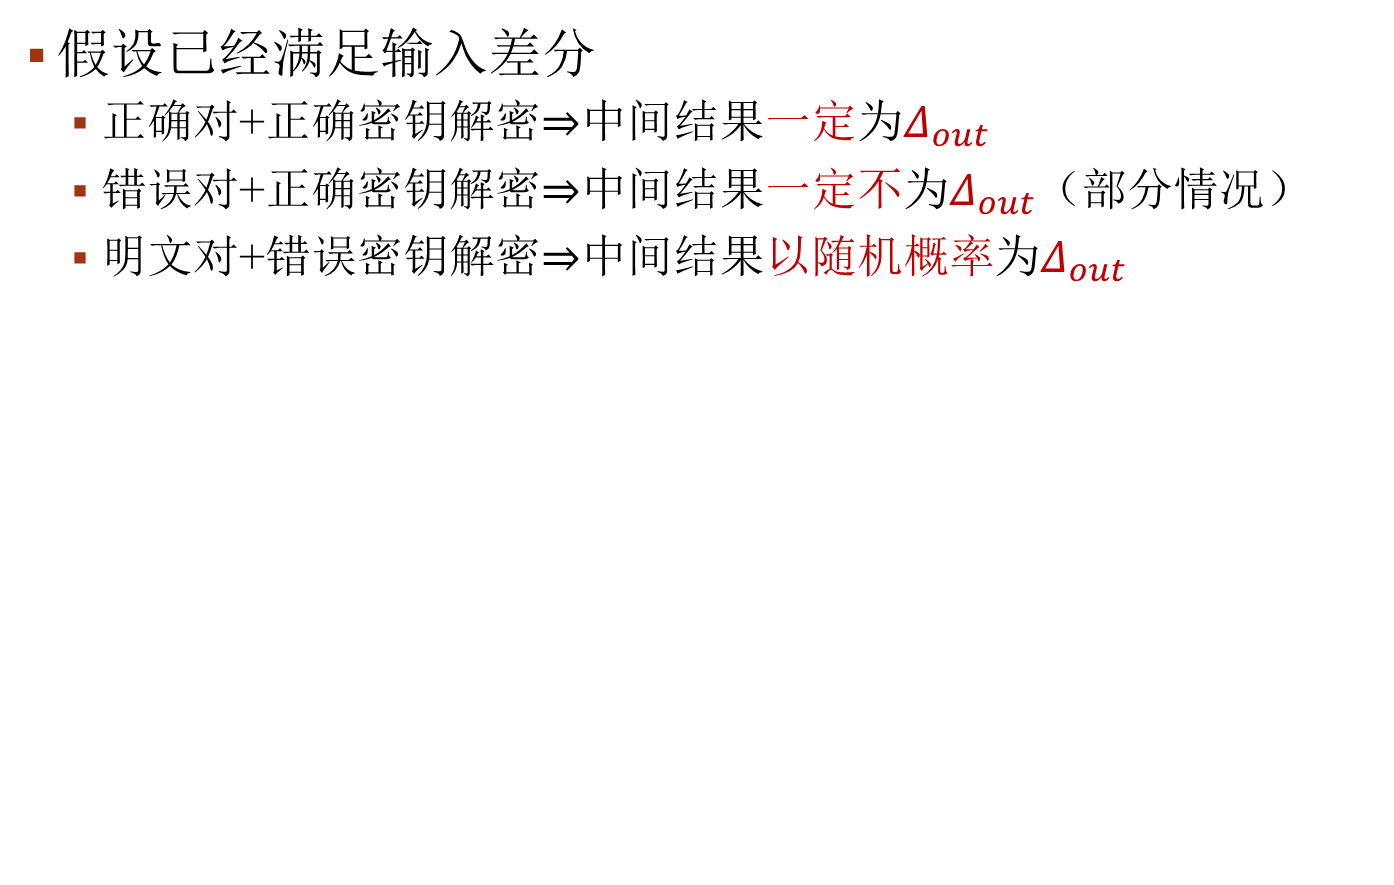 ▪ 假设已经满足输入差分
▪ 正确对+正确密钥解密⇒中间结果一定为Δ_out
▪ 错误对+正确密钥解密⇒中间结果一定不为Δ_out（部分情况）
▪ 明文对+错误密钥解密⇒中间结果以随机概率为Δ_out